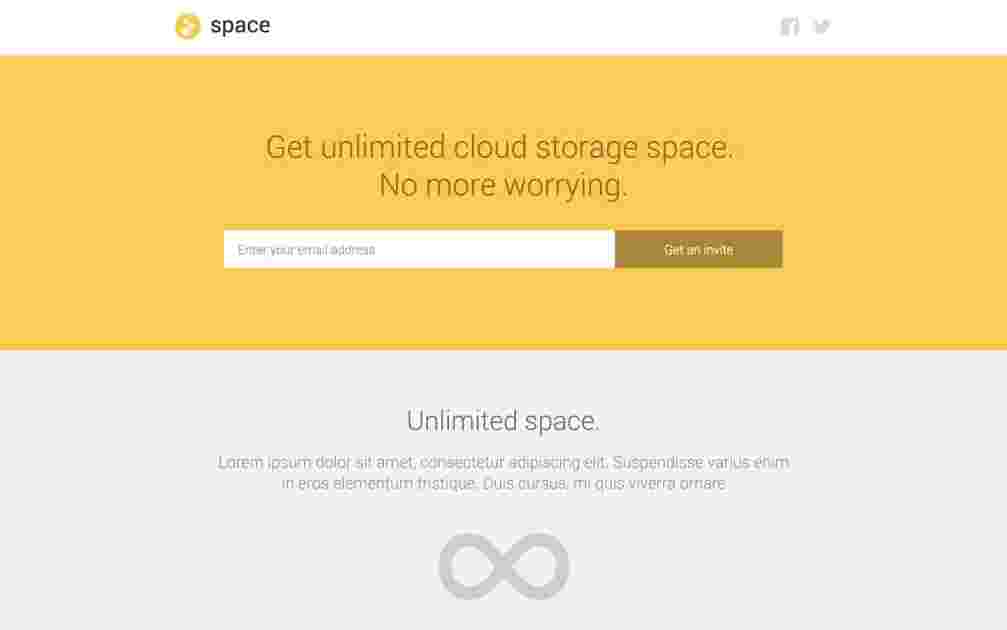 space
Get unlimited cloud storage space.
No more worrying.
Enter your email address
Get an invite
Unlimited space.
Lorem ipsum dolor sit amet, consectetur adipiscing elit. Suspendisse varius enim
in eros elementum tristique. Duis cursus, mi quis viverra ornare